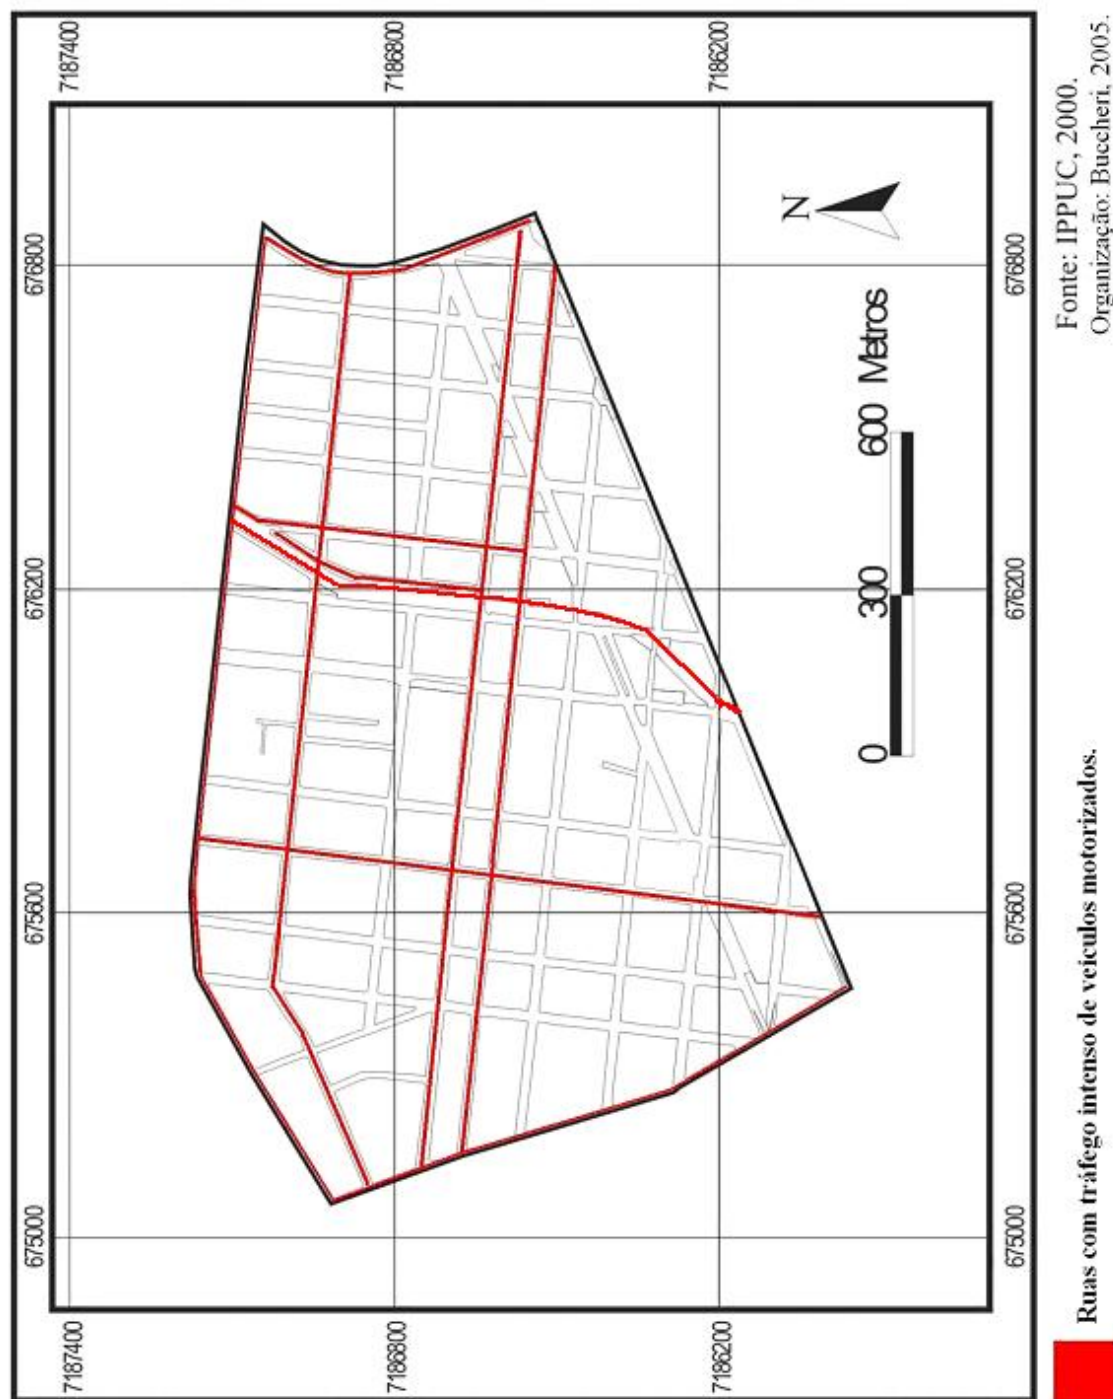 7187400
7186800
7186200
676800
676200
675600
675000
676800
676200
675600
675000
7187400
7186800
7186200
N
0 300 600 Metros
Ruas com tráfego intenso de veículos motorizados.
Fonte: IPPUC, 2000.
Organização: Buccheri, 2005.